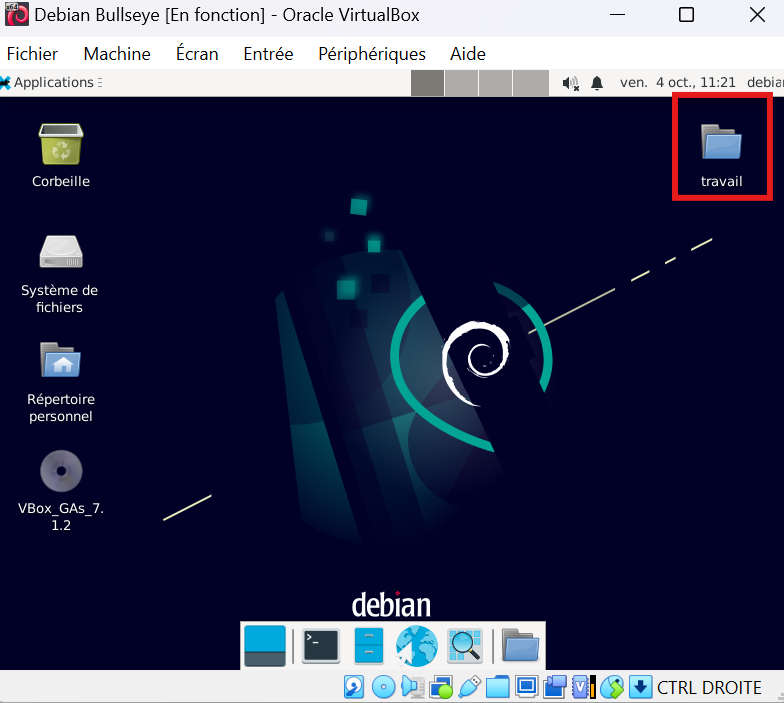 Debian Bullseye [En fonction] - Oracle VirtualBox
Fichier Machine Écran Entrée Périphériques Aide
Applications ven. 4 oct., 11:21 debia
Corbeille
travail
Système de
fichiers
Répertoire
personnel
VBox_GAs_7.
1.2
debian
CTRL DROITE